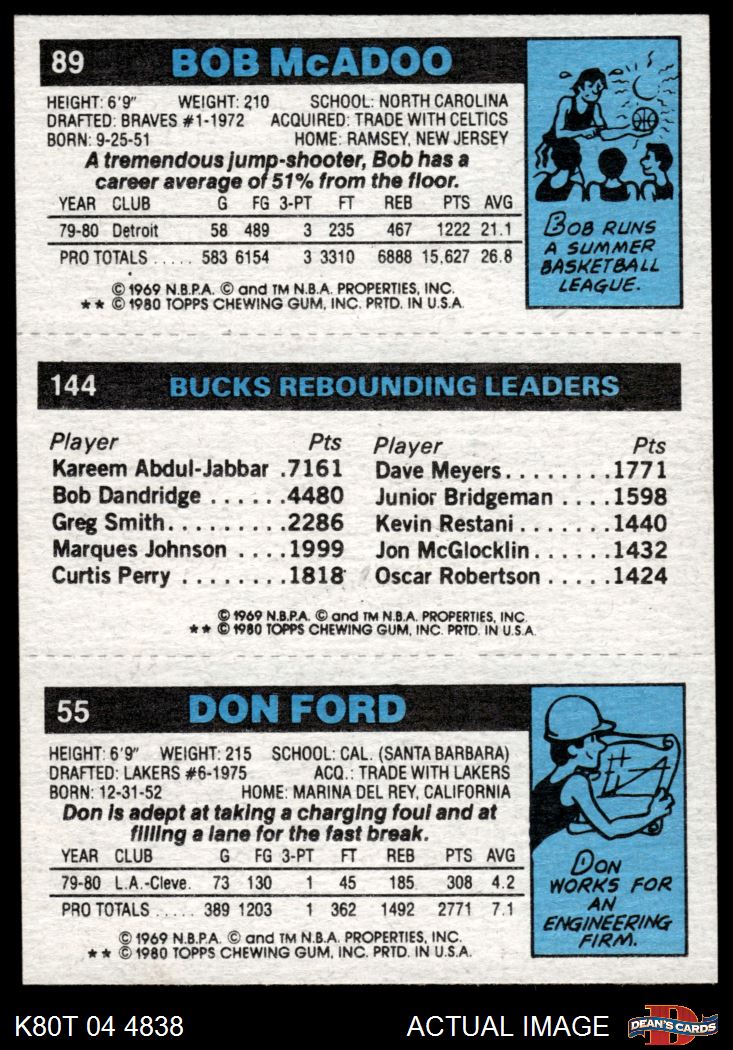 89 BOB McADOO
HEIGHT: 6'9" WEIGHT: 210 SCHOOL: NORTH CAROLINA
DRAFTED: BRAVES #1-1972 ACQUIRED: TRADE WITH CELTICS
BORN: 9-25-51 HOME: RAMSEY, NEW JERSEY
A tremendous jump-shooter, Bob has a
career average of 51% from the floor.
YEAR CLUB G FG 3-PT FT REB PTS AVG
79-80 Detroit 58 489 3 235 467 1222 21.1
PRO TOTALS ..... 583 6154 3 3310 6888 15,627 26.8
© 1969 N.B.P.A. © and TM N.B.A. PROPERTIES, INC.
** © 1980 TOPPS CHEWING GUM, INC. PRTD. IN U.S.A.
BOB RUNS
A SUMMER
BASKETBALL
LEAGUE.
144 BUCKS REBOUNDING LEADERS
Player Pts
Kareem Abdul-Jabbar .7161
Bob Dandridge ......4480
Greg Smith.........2286
Marques Johnson ....1999
Curtis Perry ........1818
Player Pts
Dave Meyers........1771
Junior Bridgeman ....1598
Kevin Restani.......1440
Jon McGlocklin......1432
Oscar Robertson .....1424
© 1969 N.B.P.A. © and TM N.B.A. PROPERTIES, INC.
** © 1980 TOPPS CHEWING GUM, INC. PRTD. IN U.S.A.
55 DON FORD
HEIGHT: 6'9" WEIGHT: 215 SCHOOL: CAL. (SANTA BARBARA)
DRAFTED: LAKERS #6-1975 ACQ.: TRADE WITH LAKERS
BORN: 12-31-52 HOME: MARINA DEL REY, CALIFORNIA
Don is adept at taking a charging foul and at
filling a lane for the fast break.
YEAR CLUB G FG 3-PT FT REB PTS AVG
79-80 L.A.-Cleve. 73 130 1 45 185 308 4.2
PRO TOTALS ..... 389 1203 1 362 1492 2771 7.1
© 1969 N.B.P.A. © and TM N.B.A. PROPERTIES, INC.
** © 1980 TOPPS CHEWING GUM, INC. PRTD. IN U.S.A.
DON
WORKS FOR
AN
ENGINEERING
FIRM.
K80T 04 4838 ACTUAL IMAGE DEAN'S CARDS